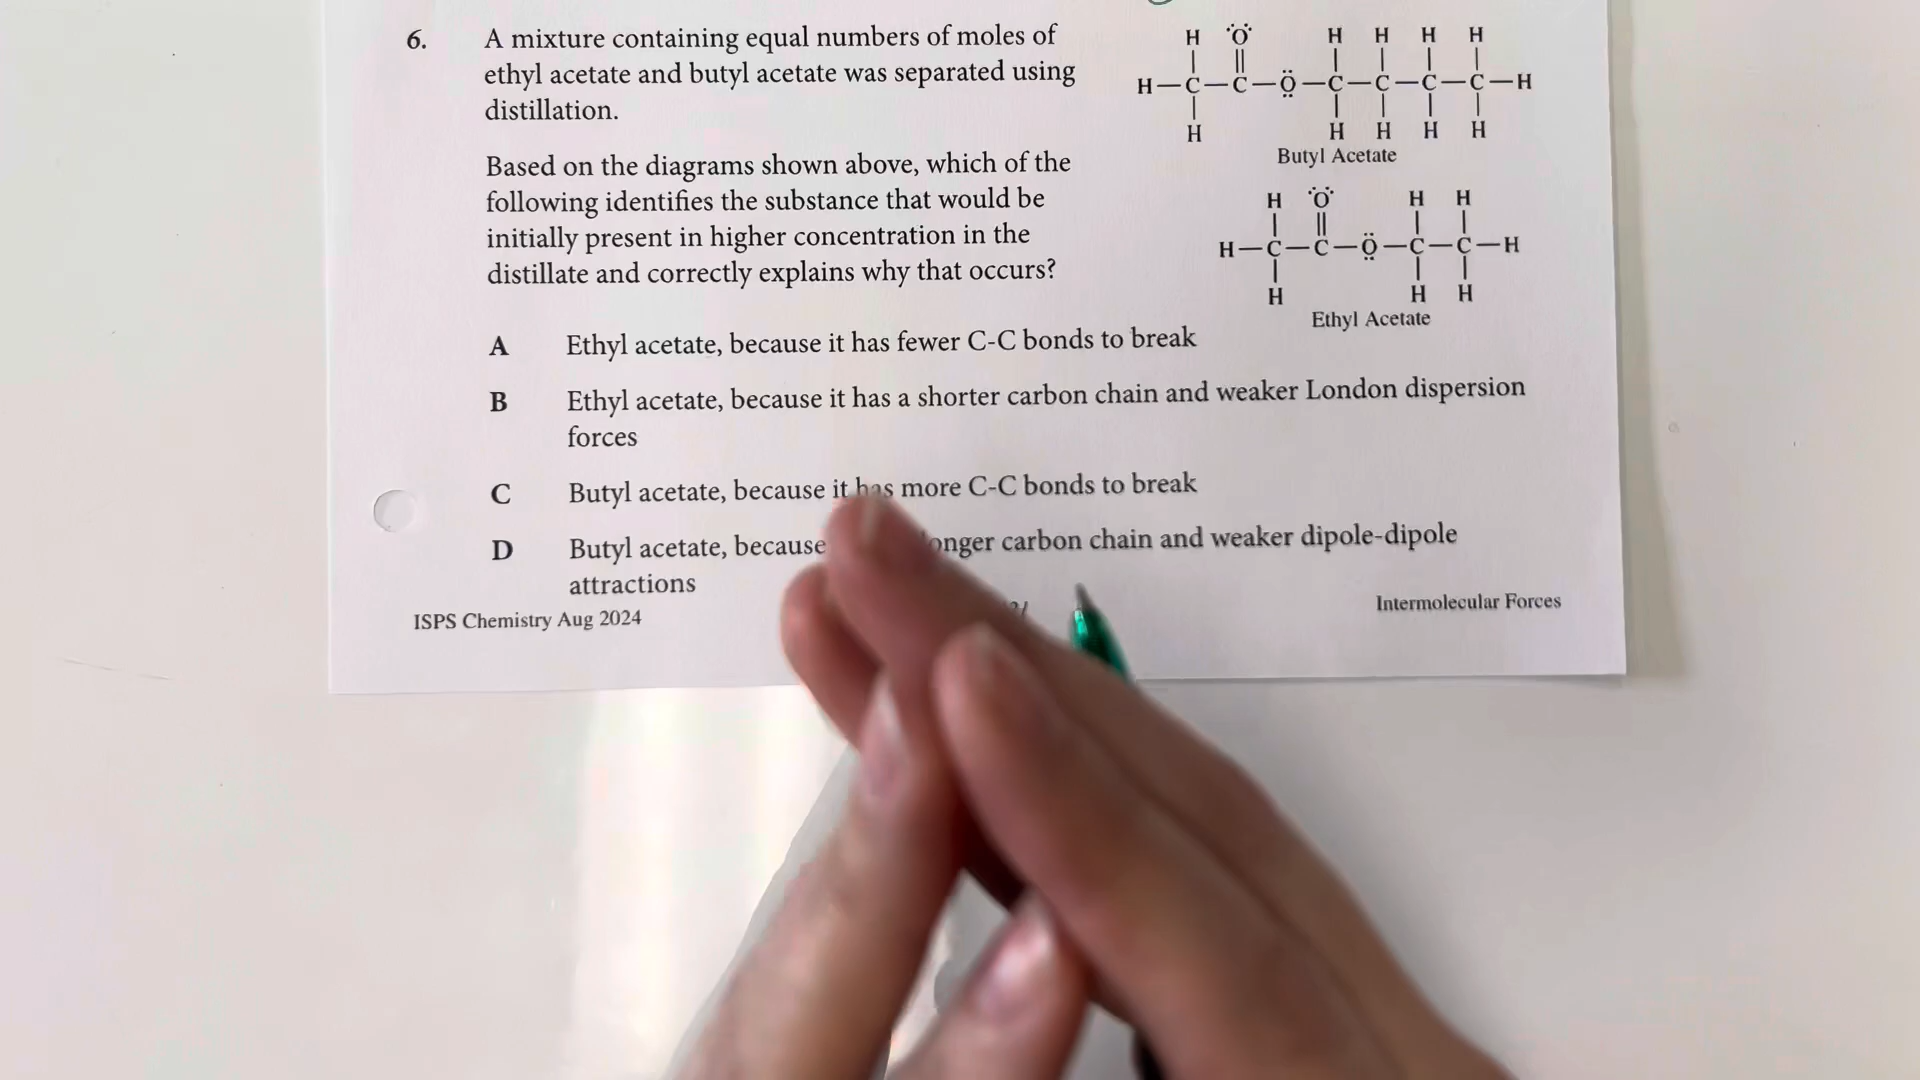 6. A mixture containing equal numbers of moles of
ethyl acetate and butyl acetate was separated using
distillation.
Based on the diagrams shown above, which of the
following identifies the substance that would be
initially present in higher concentration in the
distillate and correctly explains why that occurs?
H Ö H H H H
H—C—C—Ö—C—C—C—C—H
H H H H H
Butyl Acetate
H Ö H H
H—C—C—Ö—C—C—H
H H H
Ethyl Acetate
A Ethyl acetate, because it has fewer C-C bonds to break
B Ethyl acetate, because it has a shorter carbon chain and weaker London dispersion
forces
C Butyl acetate, because it has more C-C bonds to break
D Butyl acetate, because longer carbon chain and weaker dipole-dipole
attractions
ISPS Chemistry Aug 2024
Intermolecular Forces